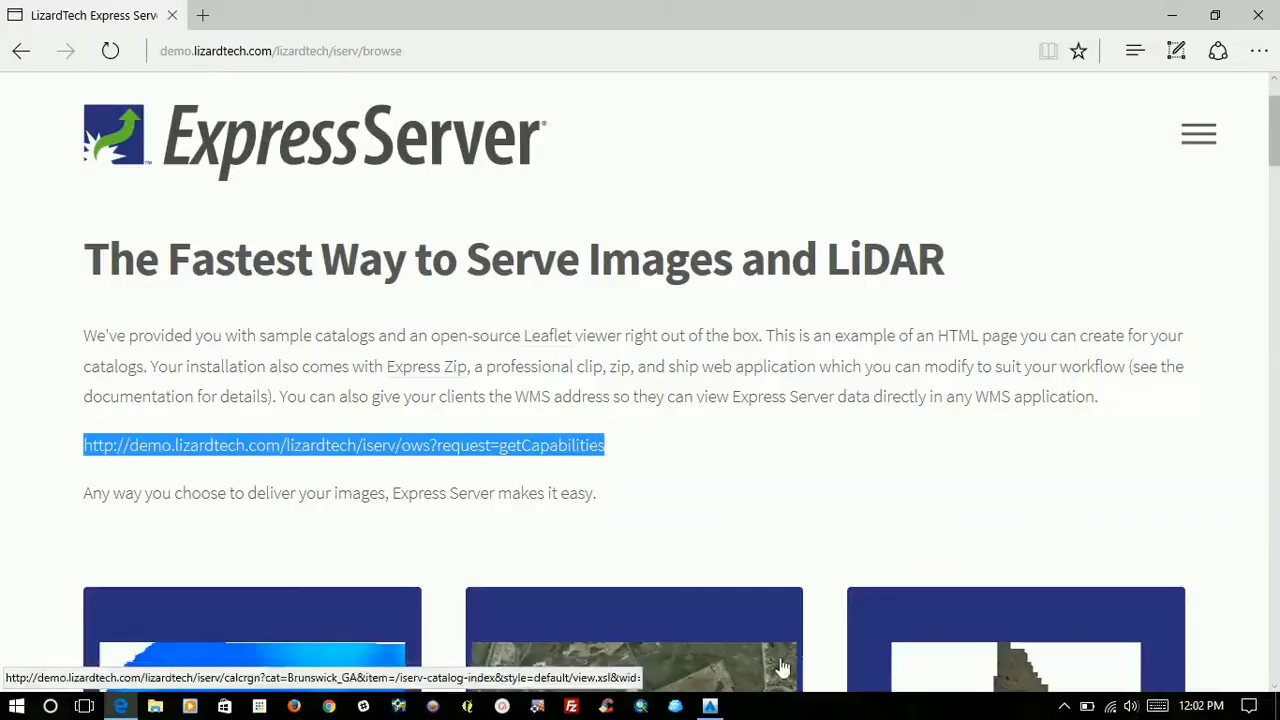 LizardTech Express Serv
demo.lizardtech.com/lizardtech/iserv/browse
ExpressServer®
The Fastest Way to Serve Images and LiDAR
We've provided you with sample catalogs and an open-source Leaflet viewer right out of the box. This is an example of an HTML page you can create for your
catalogs. Your installation also comes with Express Zip, a professional clip, zip, and ship web application which you can modify to suit your workflow (see the
documentation for details). You can also give your clients the WMS address so they can view Express Server data directly in any WMS application.
http://demo.lizardtech.com/lizardtech/iserv/ows?request=getCapabilities
Any way you choose to deliver your images, Express Server makes it easy.
http://demo.lizardtech.com/lizardtech/iserv/calcrgn?cat=Brunswick_GA&item=/iserv-catalog-index&style=default/view.xsl&wid:
12:02 PM